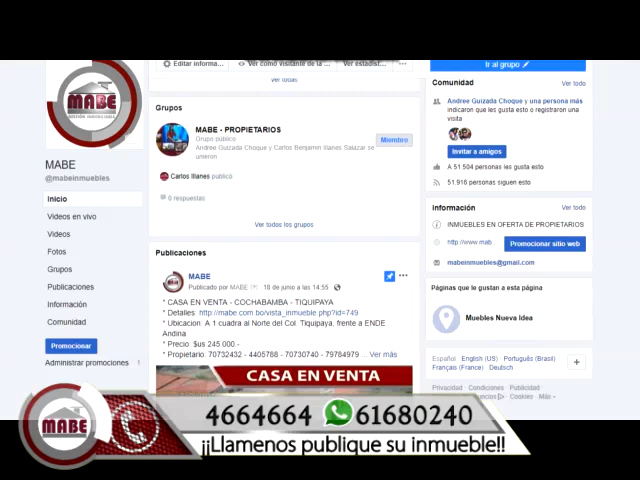 Editar informa...
Ver como visitante de la ...
Ver estadíst...
Ver todas
MABE
GESTIÓN INMOBILIARIA
MABE
@mabeinmuebles
Inicio
Videos en vivo
Videos
Fotos
Grupos
Publicaciones
Información
Comunidad
Promocionar
Administrar promociones 1
Grupos
MABE - PROPIETARIOS
Grupo público
Andree Guizada Choque y Carlos Benjamin Illanes Salazar se
unieron
Miembro
Carlos Illanes publicó
0 respuestas
Ver todos los grupos
Publicaciones
MABE
Publicado por MABE
18 de junio a las 14:55
* CASA EN VENTA - COCHABAMBA - TIQUIPAYA
* Detalles: http://mabe.com.bo/vista_inmueble.php?id=749
* Ubicacion: A 1 cuadra al Norte del Col. Tiquipaya, frente a ENDE
Andina
* Precio: $us 245.000.-
* Propietario: 70732432 - 4405788 - 70730740 - 79784979 ... Ver más
CASA EN VENTA
Ir al grupo
Comunidad Ver todo
Andree Guizada Choque y una persona más
indicaron que les gusta esto o registraron una
visita
Invitar a amigos
A 51 504 personas les gusta esto
51.916 personas siguen esto
Información Ver todo
INMUEBLES EN OFERTA DE PROPIETARIOS
http://www.mab
Promocionar sitio web
mabeinmuebles@gmail.com
Páginas que le gustan a esta página
Muebles Nueva Idea
Español English (US) Português (Brasil)
Français (France) Deutsch
Privacidad Condiciones Publicidad
Cookies Más
MABE
4664664 61680240
¡¡Llamenos publique su inmueble!!